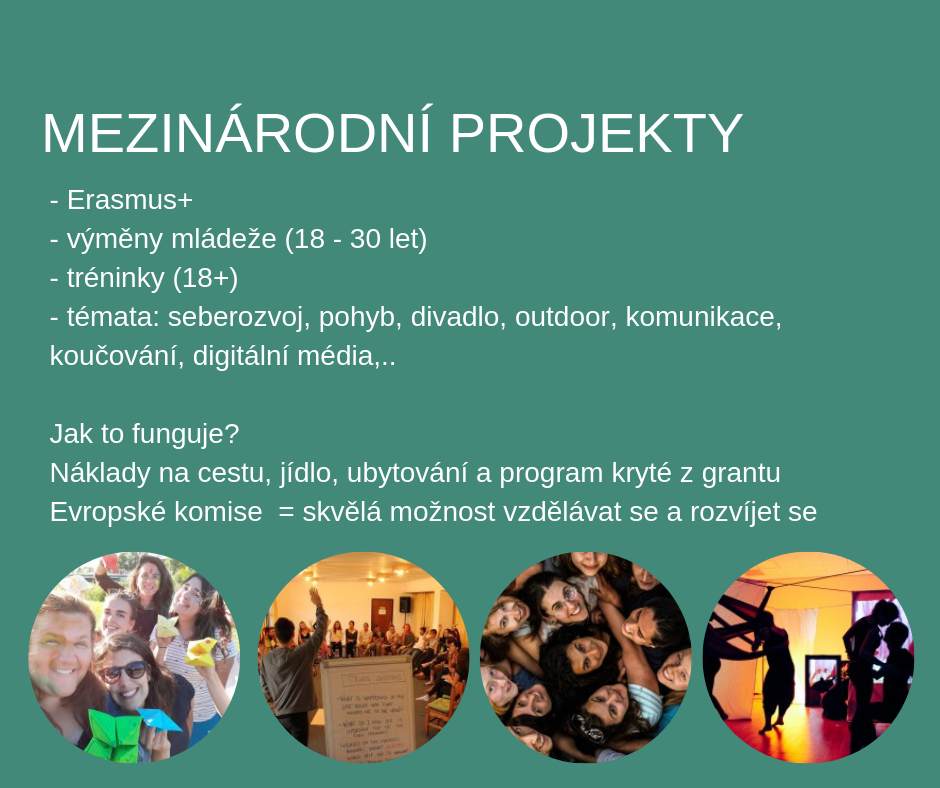 MEZINÁRODNÍ PROJEKTY
- Erasmus+
- výměny mládeže (18 - 30 let)
- tréninky (18+)
- témata: seberozvoj, pohyb, divadlo, outdoor, komunikace,
koučování, digitální média,..
Jak to funguje?
Náklady na cestu, jídlo, ubytování a program kryté z grantu
Evropské komise  = skvělá možnost vzdělávat se a rozvíjet se